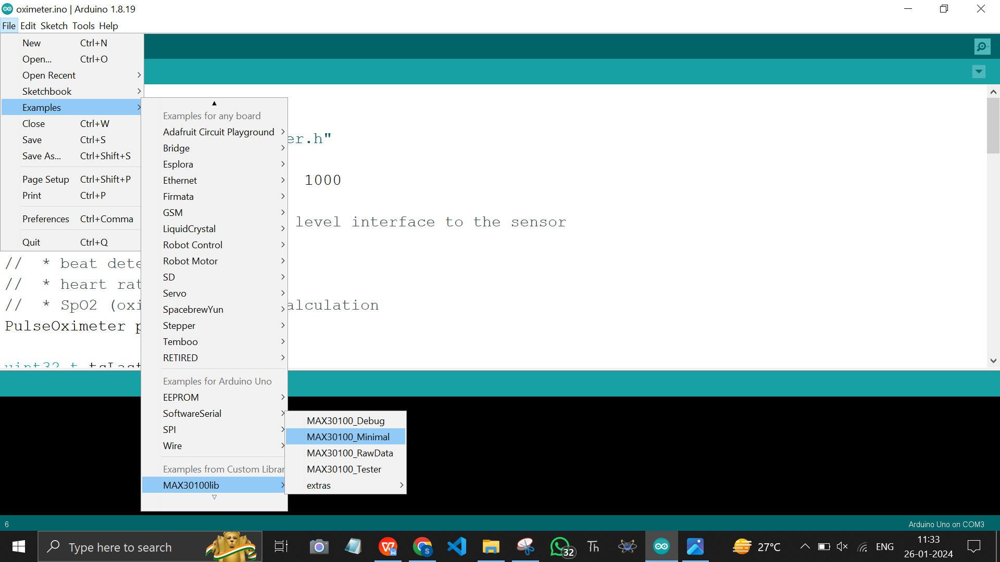 oximeter.ino | Arduino 1.8.19
File Edit Sketch Tools Help
New Ctrl+N
Open... Ctrl+O
Open Recent
Sketchbook
Examples
Close Ctrl+W
Save Ctrl+S
Save As... Ctrl+Shift+S
Page Setup Ctrl+Shift+P
Print Ctrl+P
Preferences Ctrl+Comma
Quit Ctrl+Q
Examples for any board
Adafruit Circuit Playground
Bridge
Esplora
Ethernet
Firmata
GSM
LiquidCrystal
Robot Control
Robot Motor
SD
Servo
SpacebrewYun
Stepper
Temboo
RETIRED
Examples for Arduino Uno
EEPROM
SoftwareSerial
SPI
Wire
Examples from Custom Librar
MAX30100lib
MAX30100_Debug
MAX30100_Minimal
MAX30100_RawData
MAX30100_Tester
extras
er.h"
1000
level interface to the sensor
// * beat dete
// * heart rat
// * SpO2 (oxi alculation
PulseOximeter p
uint32_t tsLast
6
Arduino Uno on COM3
Type here to search
32
Th
27°C
ENG
11:33
26-01-2024